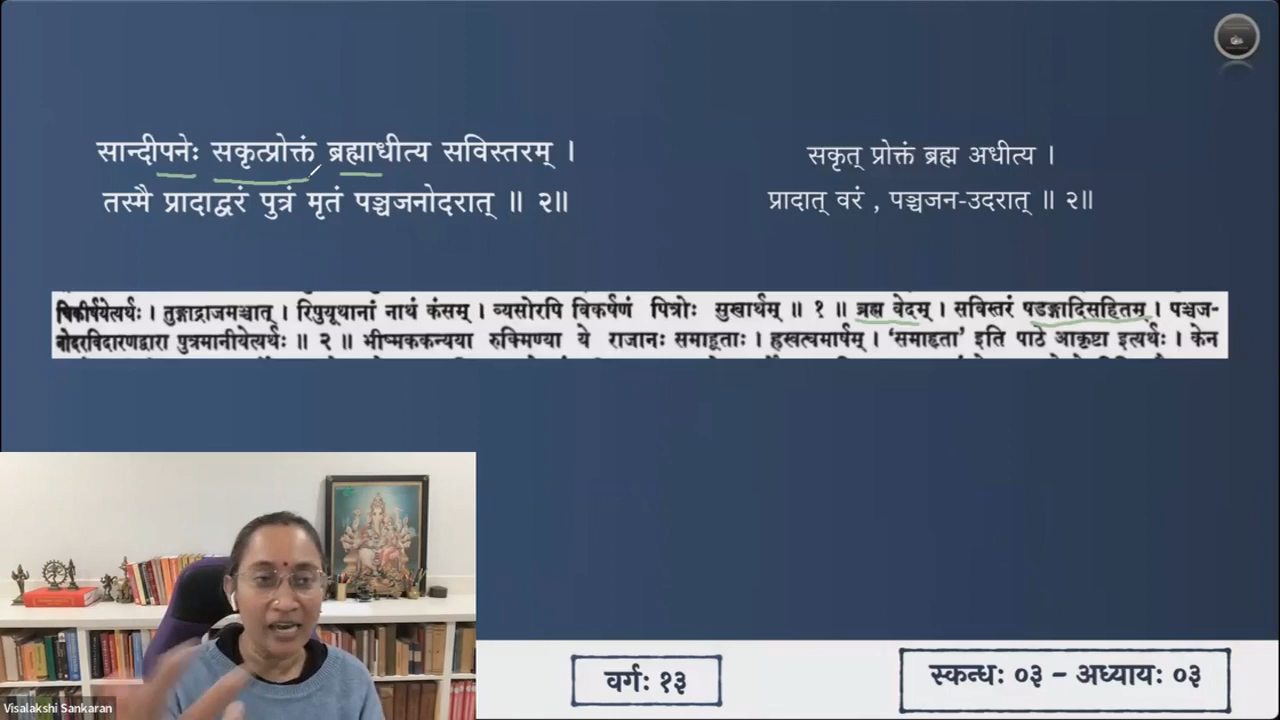 सान्दीपनेः सकृत्प्रोक्तं ब्रह्माधीत्य सविस्तरम् ।
तस्मै प्रादाद्वरं पुत्रं मृतं पञ्चजनोदरात् ॥ २॥
सकृत् प्रोक्तं ब्रह्म अधीत्य ।
प्रादात् वरं , पञ्चजन-उदरात् ॥ २॥
चिकीर्षयेत्यर्थः । तुङ्गाद्राजमञ्चात् । रिपुयूथानां नाथं कंसम् । व्यसोरपि विकर्षणं पित्रोः सुखार्थम् ॥ १ ॥ ब्रह्म वेदम् । सविस्तरं षडङ्गादिसहितम् । पञ्चज-
नोदरविदारणद्वारा पुत्रमानीयेत्यर्थः ॥ २ ॥ भीष्मककन्यया रुक्मिण्या ये राजानः समाहूताः । ह्रस्वत्वमार्षम् । ‘समाहृता’ इति पाठे आकृष्टा इत्यर्थः । केन
Visalakshi Sankaran
वर्गः १३
स्कन्धः ०३ – अध्यायः ०३